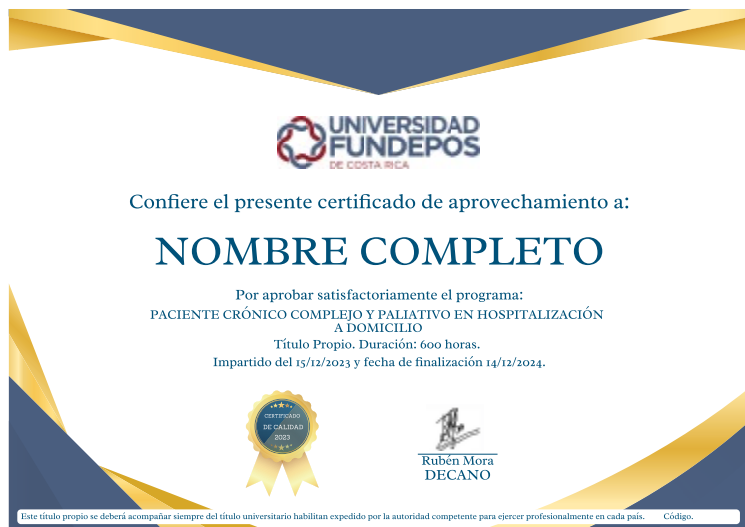 UNIVERSIDAD
FUNDEPOS
DE COSTA RICA
Confiere el presente certificado de aprovechamiento a:
NOMBRE COMPLETO
Por aprobar satisfactoriamente el programa:
PACIENTE CRÓNICO COMPLEJO Y PALIATIVO EN HOSPITALIZACIÓN
A DOMICILIO
Título Propio. Duración: 600 horas.
Impartido del 15/12/2023 y fecha de finalización 14/12/2024.
CERTIFICADO
DE CALIDAD
2023
Rubén Mora
DECANO
Este título propio se deberá acompañar siempre del título universitario habilitan expedido por la autoridad competente para ejercer profesionalmente en cada país. Código.